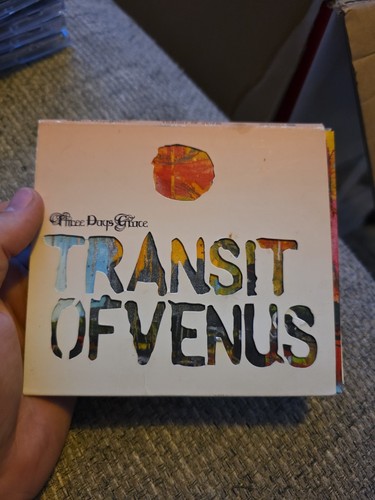 Three Days Grace
TRANSIT
OF VENUS